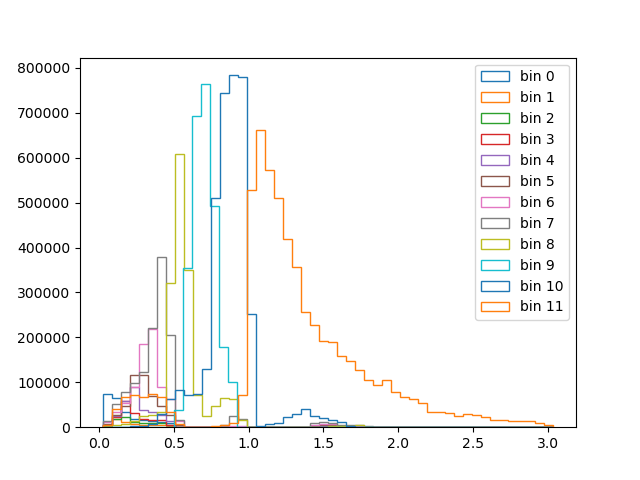 800000
700000
600000
500000
400000
300000
200000
100000
0
0.0 0.5 1.0 1.5 2.0 2.5 3.0
bin 0
bin 1
bin 2
bin 3
bin 4
bin 5
bin 6
bin 7
bin 8
bin 9
bin 10
bin 11